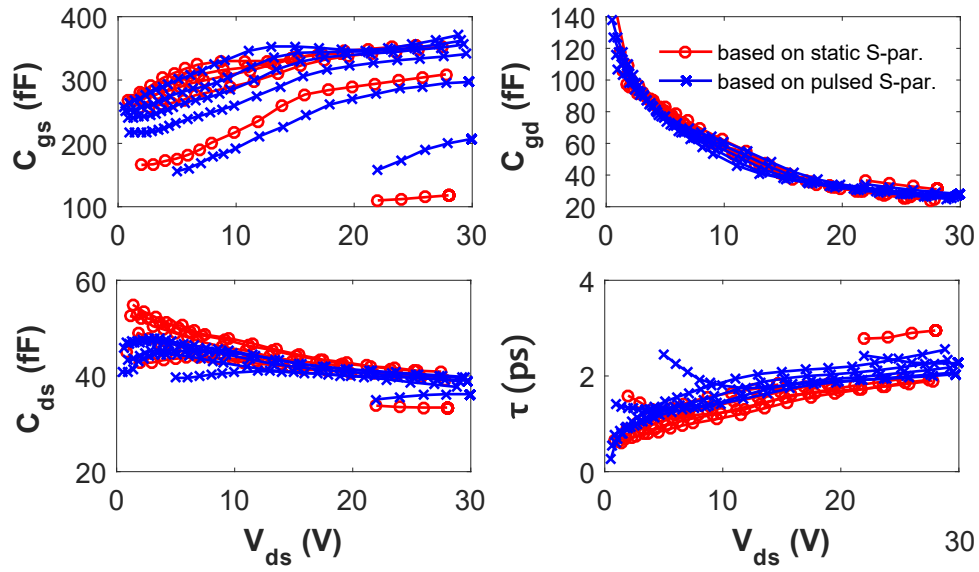 400
300
200
100
C_gs (fF)
0 10 20 30
140
120
100
80
60
40
20
C_gd (fF)
based on static S-par.
based on pulsed S-par.
0 10 20 30
60
40
20
C_ds (fF)
0 10 20 30
V_ds (V)
4
2
0
τ (ps)
0 10 20 30
V_ds (V)
30